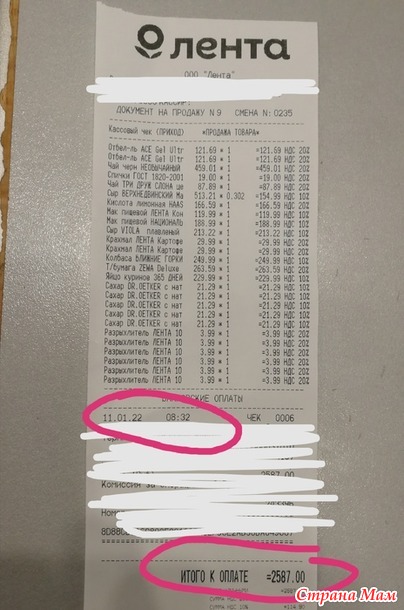 лента
ООО "Лента"
ДОКУМЕНТ НА ПРОДАЖУ N9 СМЕНА N:0235
Кассовый чек (ПРИХОД) *ПРОДАЖА ТОВАРА*
Отбел-ль ACE Gel Ultr 121.69 * 1 =121.69 НДС 20%
Отбел-ль ACE Gel Ultr 121.69 * 1 =121.69 НДС 20%
Чай черн НЕОБЫЧАЙНЫЙ 459.01 * 1 =459.01 НДС 20%
Спички ГОСТ 1820-2001 19.00 * 1 =19.00 НДС 20%
Чай ТРИ ДРУЖ СЛОНА це 87.89 * 1 =87.89 НДС 20%
Сыр ВЕРХНЕДВИНСКИЙ Ма 513.21 * 0.302 =154.99 НДС 10%
Кислота лимонная HAAS 166.59 * 1 =166.59 НДС 20%
Мак пищевой ЛЕНТА Кон 119.99 * 1 =119.99 НДС 10%
Мак пищевой НАЦИОНАЛЬ 188.99 * 1
Сыр VIOLA плавленый 213.22 * 1 =213.22 НДС 10%
Крахмал ЛЕНТА Картофе 29.99 * 1 =29.99 НДС 20%
Крахмал ЛЕНТА Картофе 29.99 * 1 =29.99 НДС 20%
Колбаса БЛИЖНИЕ ГОРКИ 249.99 * 1 =249.99 НДС 10%
Т/бумага ZEWA Deluxe 263.59 * 1 =263.59 НДС 20%
Яйцо куриное 365 ДНЕЙ 229.99 * 1 =229.99 НДС 10%
Сахар DR.OETKER с нат 21.29 * 1 =21.29 НДС 20%
Сахар DR.OETKER с нат 21.29 * 1 =21.29 НДС 20%
Сахар DR.OETKER с нат 21.29 * 1 =21.29 НДС 20%
Сахар DR.OETKER с нат 21.29 * 1 =21.29 НДС 20%
Сахар DR.OETKER с нат 21.29 * 1 =21.29 НДС 20%
Разрыхлитель ЛЕНТА 10 3.99 * 1 =3.99 НДС 20%
Разрыхлитель ЛЕНТА 10 3.99 * 1 =3.99 НДС 20%
Разрыхлитель ЛЕНТА 10 3.99 * 1 =3.99 НДС 20%
Разрыхлитель ЛЕНТА 10 3.99 * 1 =3.99 НДС 20%
Разрыхлитель ЛЕНТА 10 3.99 * 1 =3.99 НДС 20%
ОПЛАТЫ
11.01.22 08:32 ЧЕК 0006
2587.00
Комиссия за
ИТОГО К ОПЛАТЕ =2587.00
Страна Мам